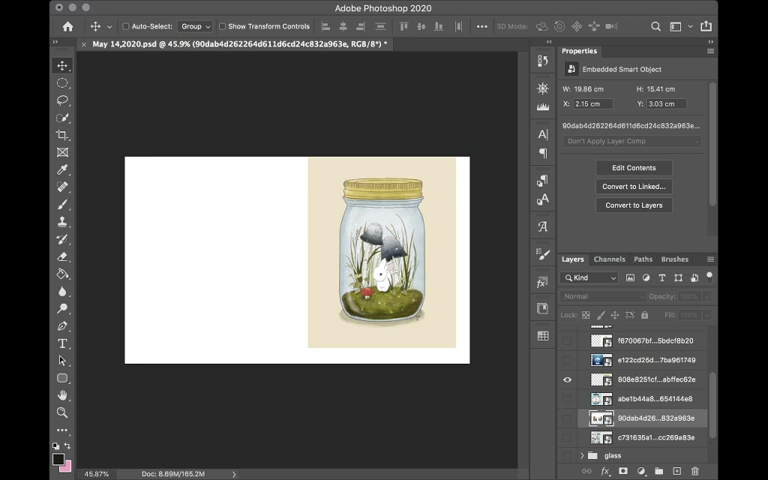 Adobe Photoshop 2020
Auto-Select:
Group
Show Transform Controls
3D Mode:
× May 14,2020.psd @ 45.9% (90dab4d262264d611d6cd24c832a963e, RGB/8*) *
Properties
Embedded Smart Object
W: 19.86 cm
H: 15.41 cm
X: 2.15 cm
Y: 3.03 cm
90dab4d262264d611d6cd24c832a963e...
Don't Apply Layer Comp
Edit Contents
Convert to Linked...
Convert to Layers
Layers
Channels
Paths
Brushes
Kind
Normal
Opacity: 100%
Lock:
Fill: 100%
f670067bf...5bdcf8b20
e122cd25d...7ba961749
808e8251cf...abffec62e
abe1b44a8...654144e8
90dab4d26...832a963e
c731635a1...cc269a83e
glass
45.87%
Doc: 8.69M/165.2M